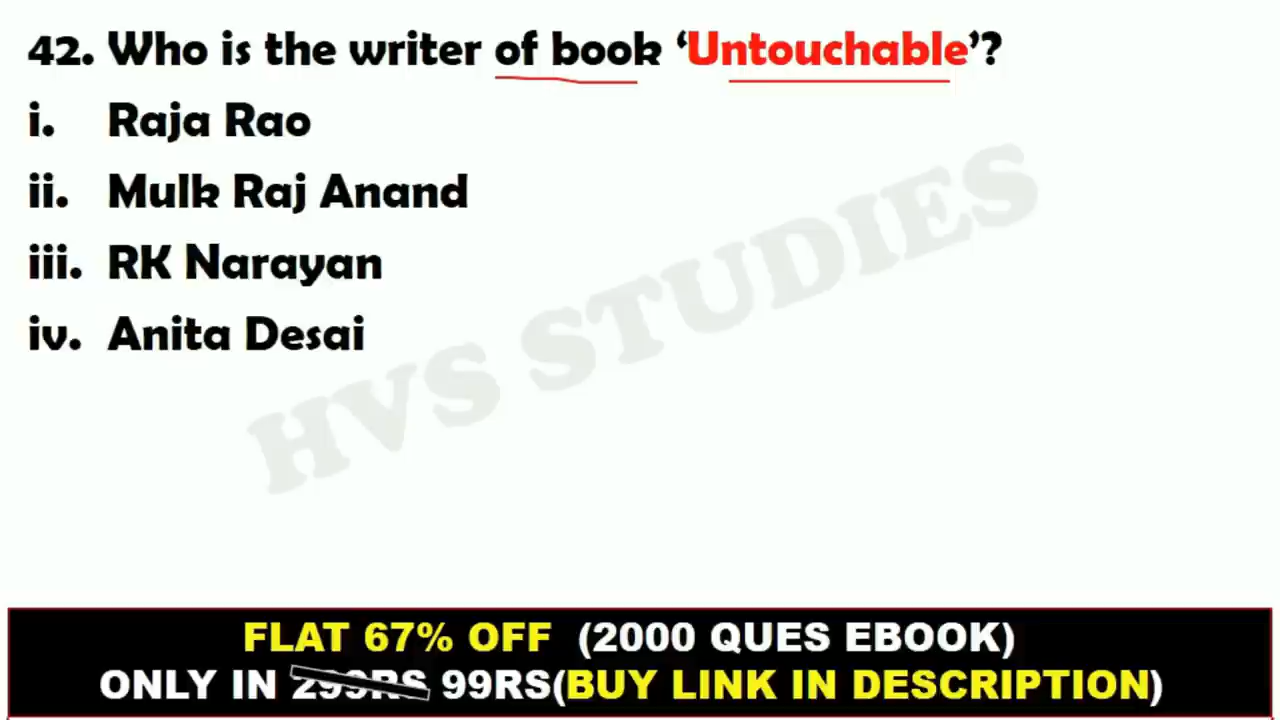 42. Who is the writer of book ‘Untouchable’?
i. Raja Rao
ii. Mulk Raj Anand
iii. RK Narayan
iv. Anita Desai
HVS STUDIES
FLAT 67% OFF (2000 QUES EBOOK)
ONLY IN 299RS 99RS(BUY LINK IN DESCRIPTION)